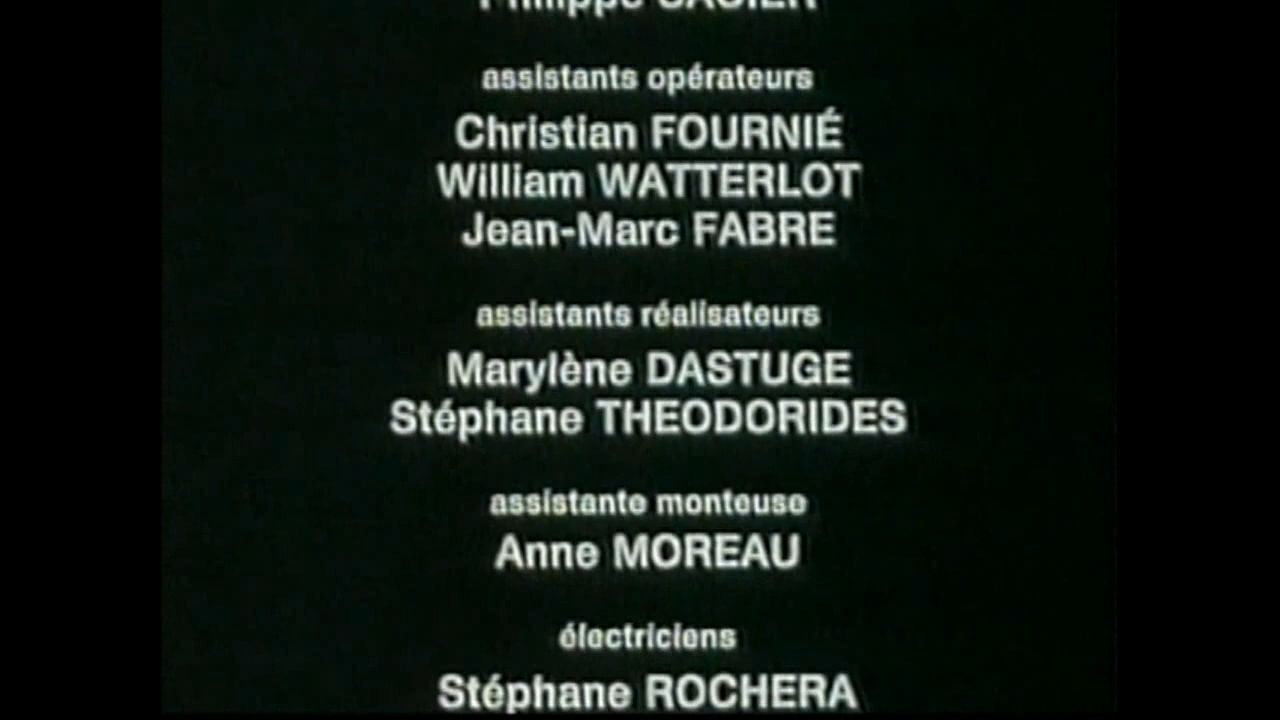 Philippe
assistants opérateurs
Christian FOURNIÉ
William WATTERLOT
Jean-Marc FABRE
assistants réalisateurs
Marylène DASTUGE
Stéphane THEODORIDES
assistante monteuse
Anne MOREAU
électriciens
Stéphane ROCHERA